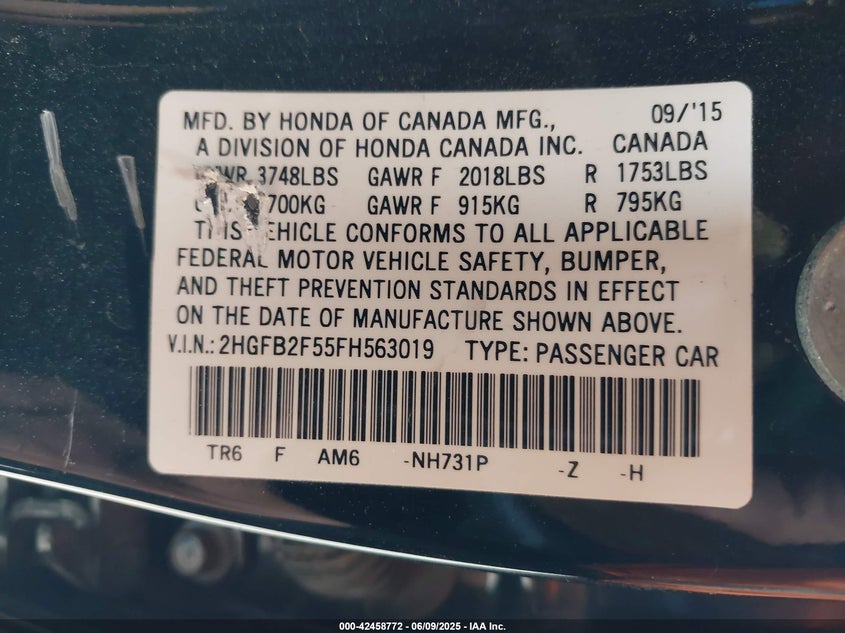 MFD. BY HONDA OF CANADA MFG., 09/'15
A DIVISION OF HONDA CANADA INC. CANADA
3748LBS GAWR F 2018LBS R 1753LBS
700KG GAWR F 915KG R 795KG
THIS VEHICLE CONFORMS TO ALL APPLICABLE
FEDERAL MOTOR VEHICLE SAFETY, BUMPER,
AND THEFT PREVENTION STANDARDS IN EFFECT
ON THE DATE OF MANUFACTURE SHOWN ABOVE.
V.I.N.: 2HGFB2F55FH563019 TYPE: PASSENGER CAR
TR6 F AM6 -NH731P -Z -H
000-42458772 - 06/09/2025 - IAA Inc.